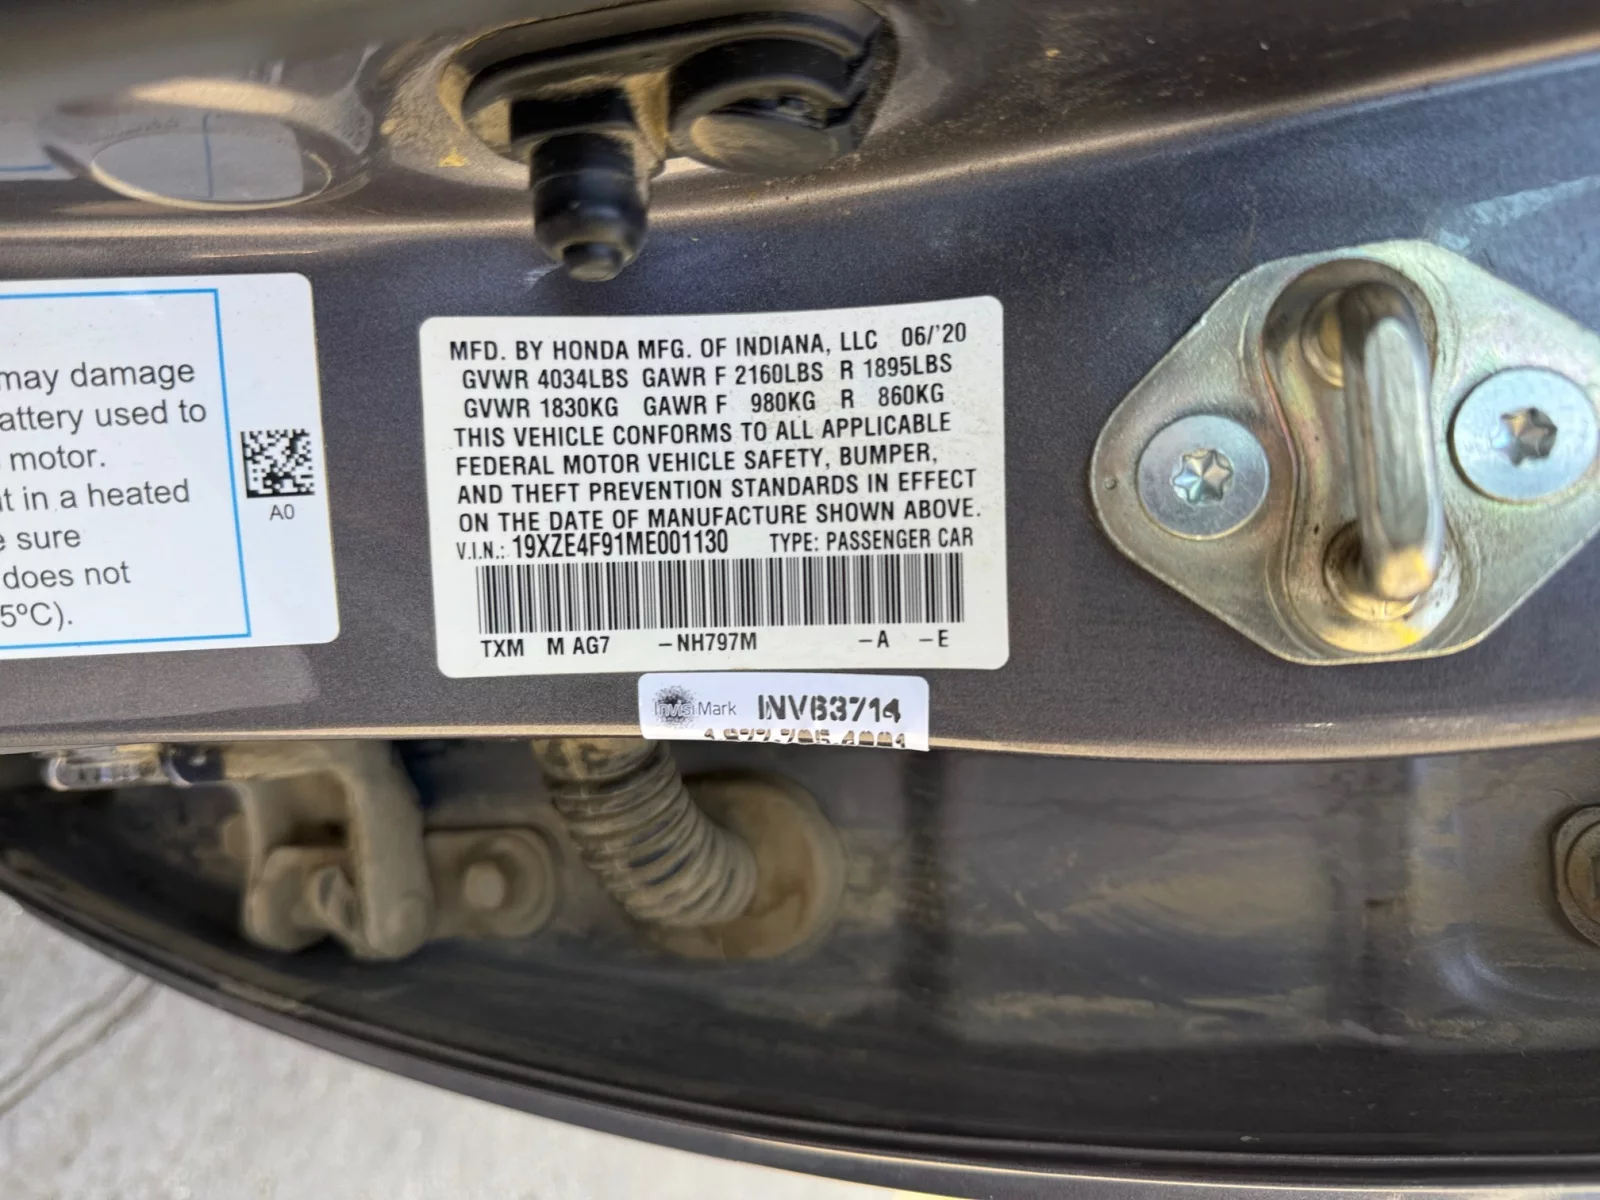 may damage
attery used to
motor.
t in a heated
sure
does not
5°C).
A0
MFD. BY HONDA MFG. OF INDIANA, LLC 06/'20
GVWR 4034LBS GAWR F 2160LBS R 1895LBS
GVWR 1830KG GAWR F 980KG R 860KG
THIS VEHICLE CONFORMS TO ALL APPLICABLE
FEDERAL MOTOR VEHICLE SAFETY, BUMPER,
AND THEFT PREVENTION STANDARDS IN EFFECT
ON THE DATE OF MANUFACTURE SHOWN ABOVE.
V.I.N.: 19XZE4F91ME001130 TYPE: PASSENGER CAR
TXM M AG7 –NH797M –A –E
InvisiMark INV63714